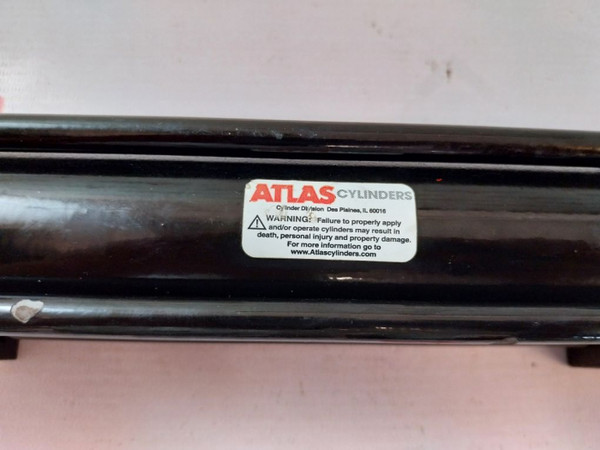 ATLAS CYLINDERS
Cylinder Division Des Plaines, IL 60016
WARNING: Failure to properly apply
and/or operate cylinders may result in
death, personal injury and property damage.
For more information go to
www.Atlascylinders.com